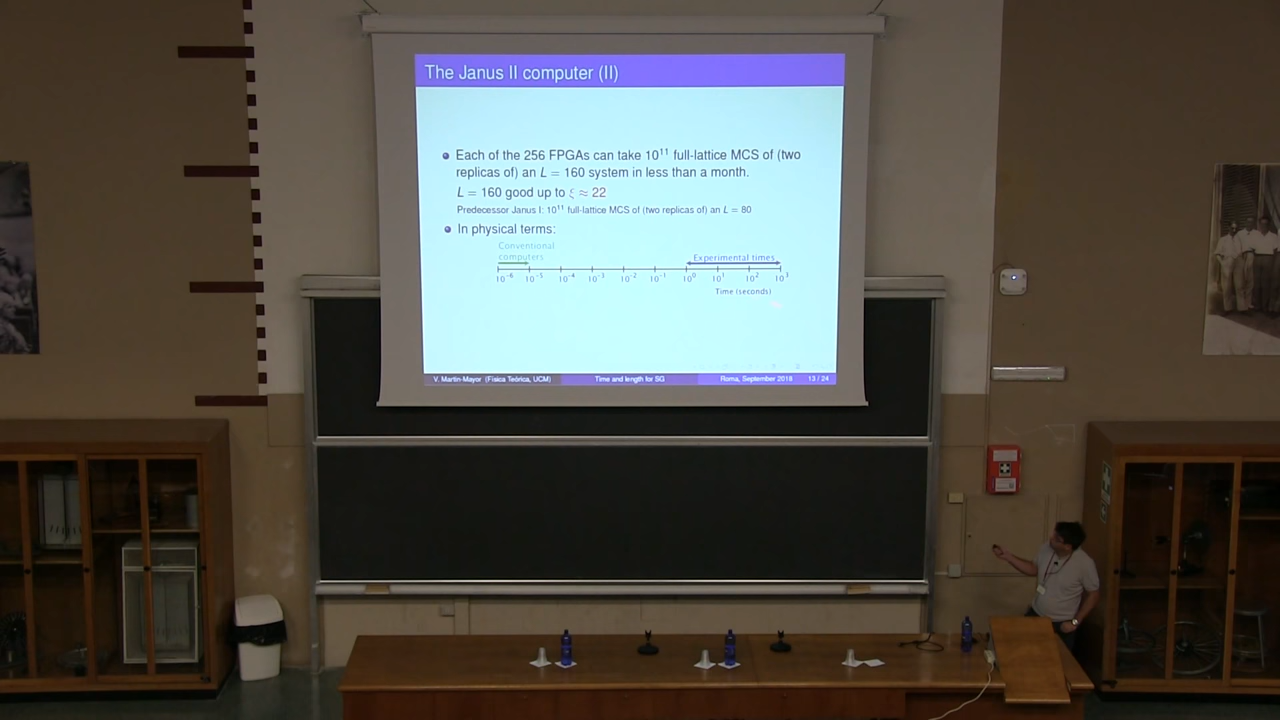 The Janus II computer (II)
Each of the 256 FPGAs can take 10¹¹ full-lattice MCS of (two
replicas of) an L = 160 system in less than a month.
L = 160 good up to ξ ≈ 22
Predecessor Janus I: 10¹¹ full-lattice MCS of (two replicas of) an L = 80
In physical terms:
Conventional
computers
Experimental times
10⁻⁶ 10⁻⁵ 10⁻⁴ 10⁻³ 10⁻² 10⁻¹ 10⁰ 10¹ 10² 10³
Time (seconds)
V. Martin-Mayor (Física Teórica, UCM) Time and length for SG Roma, September 2018 13 / 24